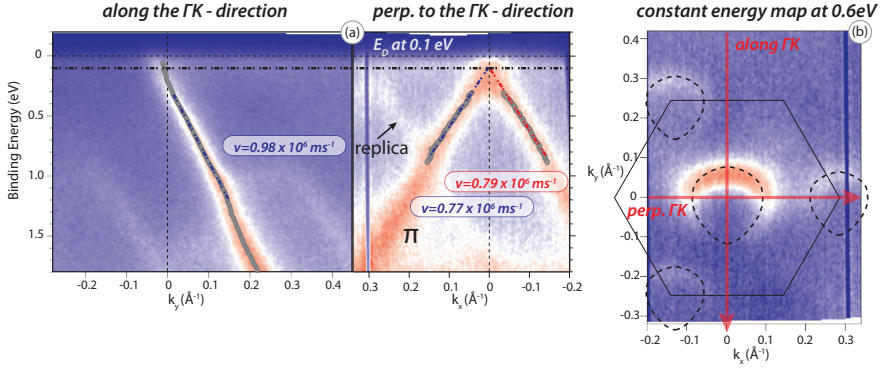 along the ΓK - direction
perp. to the ΓK - direction
constant energy map at 0.6eV
(a)
E_D at 0.1 eV
(b)
along ΓK
Binding Energy (eV)
0
0.5
1.0
1.5
v=0.98 x 10⁶ ms⁻¹
replica
v=0.79 x 10⁶ ms⁻¹
v=0.77 x 10⁶ ms⁻¹
π
-0.2 -0.1 0 0.1 0.2
k_y (Å⁻¹)
0.3 0.2 0.1 0 -0.1 -0.2
k_x (Å⁻¹)
k_y (Å⁻¹)
0.4
0.3
0.2
0.1
0
-0.1
-0.2
-0.3
perp. ΓK
-0.2 -0.1 0 0.1 0.2 0.3
k_x (Å⁻¹)